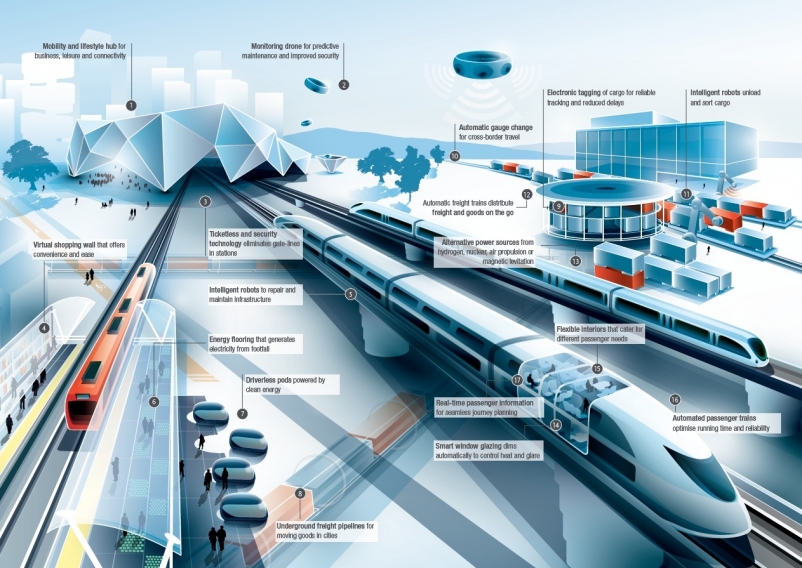 Mobility and lifestyle hub for
business, leisure and connectivity
1
Monitoring drone for predictive
maintenance and improved security
2
Electronic tagging of cargo for reliable
tracking and reduced delays
9
Intelligent robots unload
and sort cargo
11
Automatic gauge change
for cross-border travel
10
Automatic freight trains distribute
freight and goods on the go
12
3
Ticketless and security
technology eliminates gate-lines
in stations
Virtual shopping wall that offers
convenience and ease
4
Alternative power sources from
hydrogen, nuclear, air propulsion or
magnetic levitation
13
Intelligent robots to repair and
maintain infrastructure
5
Energy flooring that generates
electricity from footfall
6
Flexible interiors that cater for
different passenger needs
15
Driverless pods powered by
clean energy
7
17
Real-time passenger information
for seamless journey planning
14
16
Automated passenger trains
optimise running time and reliability
Smart window glazing dims
automatically to control heat and glare
8
Underground freight pipelines for
moving goods in cities